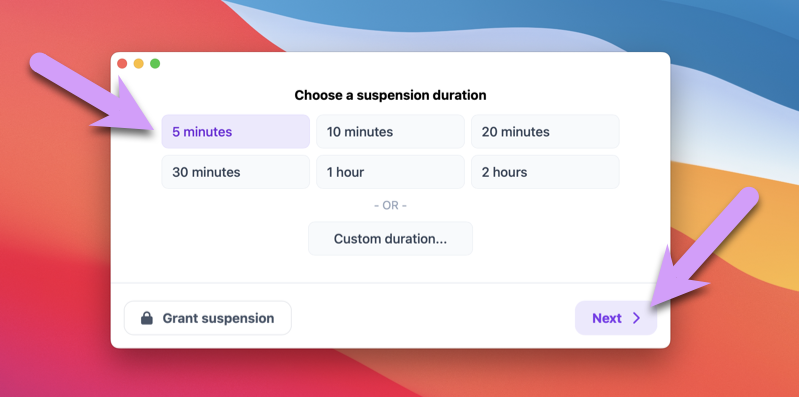 Choose a suspension duration
5 minutes
10 minutes
20 minutes
30 minutes
1 hour
2 hours
- OR -
Custom duration...
Grant suspension
Next